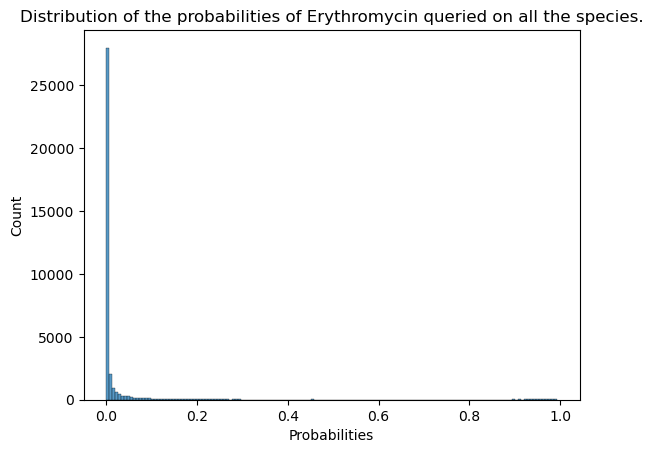 Distribution of the probabilities of Erythromycin queried on all the species.
25000
20000
15000
10000
5000
0
Count
0.0 0.2 0.4 0.6 0.8 1.0
Probabilities